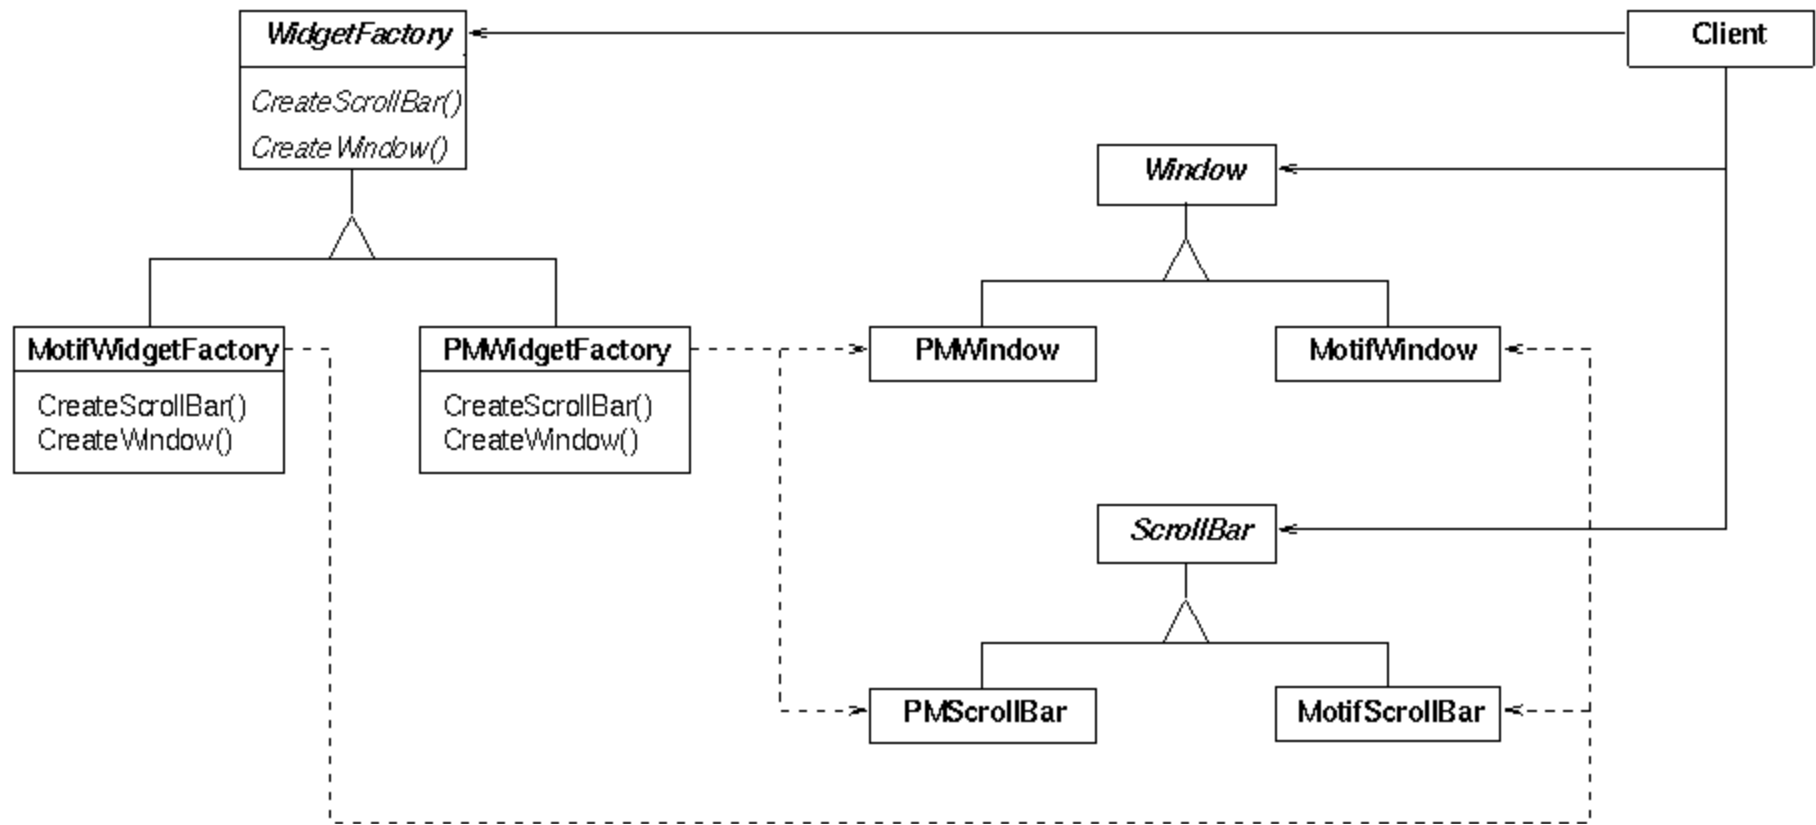 WidgetFactory
CreateScrollBar()
CreateWindow()
Client
Window
MotifWidgetFactory
CreateScrollBar()
CreateWindow()
PMWidgetFactory
CreateScrollBar()
CreateWindow()
PMWindow
MotifWindow
ScrollBar
PMScrollBar
MotifScrollBar